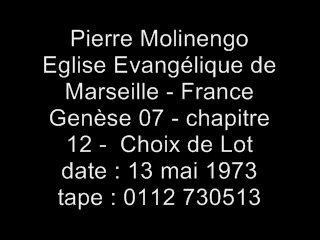 Pierre Molinengo
Eglise Evangélique de
Marseille - France
Genèse 07 - chapitre
12 -  Choix de Lot
date : 13 mai 1973
tape : 0112 730513